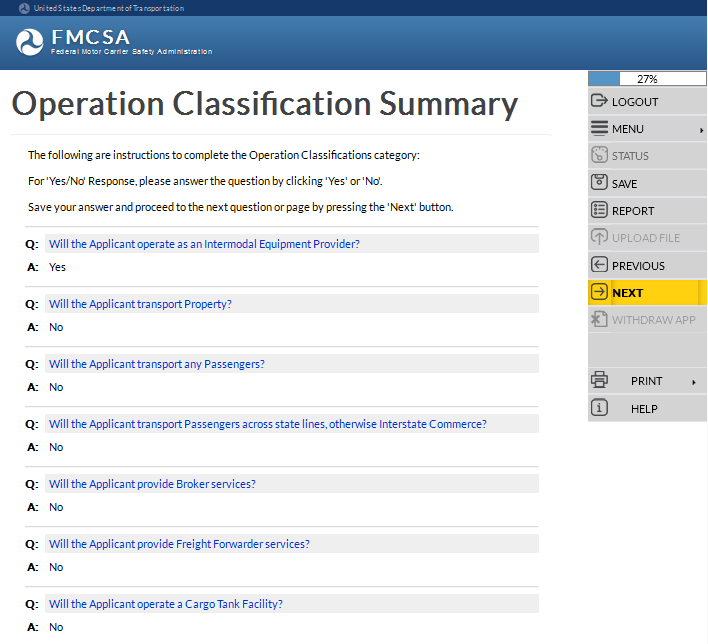 United States Department of Transportation
FMCSA
Federal Motor Carrier Safety Administration
27%
LOGOUT
MENU
STATUS
SAVE
REPORT
UPLOAD FILE
PREVIOUS
NEXT
WITHDRAW APP
PRINT
HELP
Operation Classification Summary
The following are instructions to complete the Operation Classifications category:
For 'Yes/No' Response, please answer the question by clicking 'Yes' or 'No'.
Save your answer and proceed to the next question or page by pressing the 'Next' button.
Q: Will the Applicant operate as an Intermodal Equipment Provider?
A: Yes
Q: Will the Applicant transport Property?
A: No
Q: Will the Applicant transport any Passengers?
A: No
Q: Will the Applicant transport Passengers across state lines, otherwise Interstate Commerce?
A: No
Q: Will the Applicant provide Broker services?
A: No
Q: Will the Applicant provide Freight Forwarder services?
A: No
Q: Will the Applicant operate a Cargo Tank Facility?
A: No